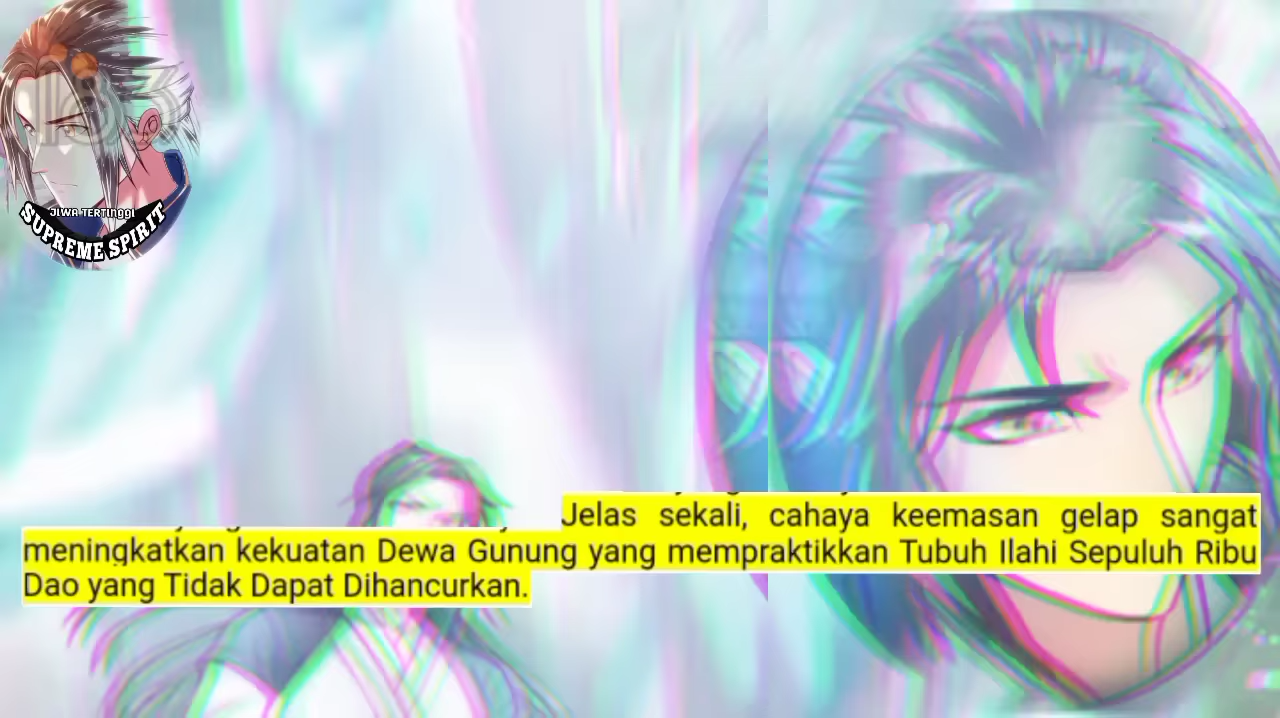 JIWA TERTINGGI
SUPREME SPIRIT
Jelas sekali, cahaya keemasan gelap sangat
meningkatkan kekuatan Dewa Gunung yang mempraktikkan Tubuh Ilahi Sepuluh Ribu
Dao yang Tidak Dapat Dihancurkan.